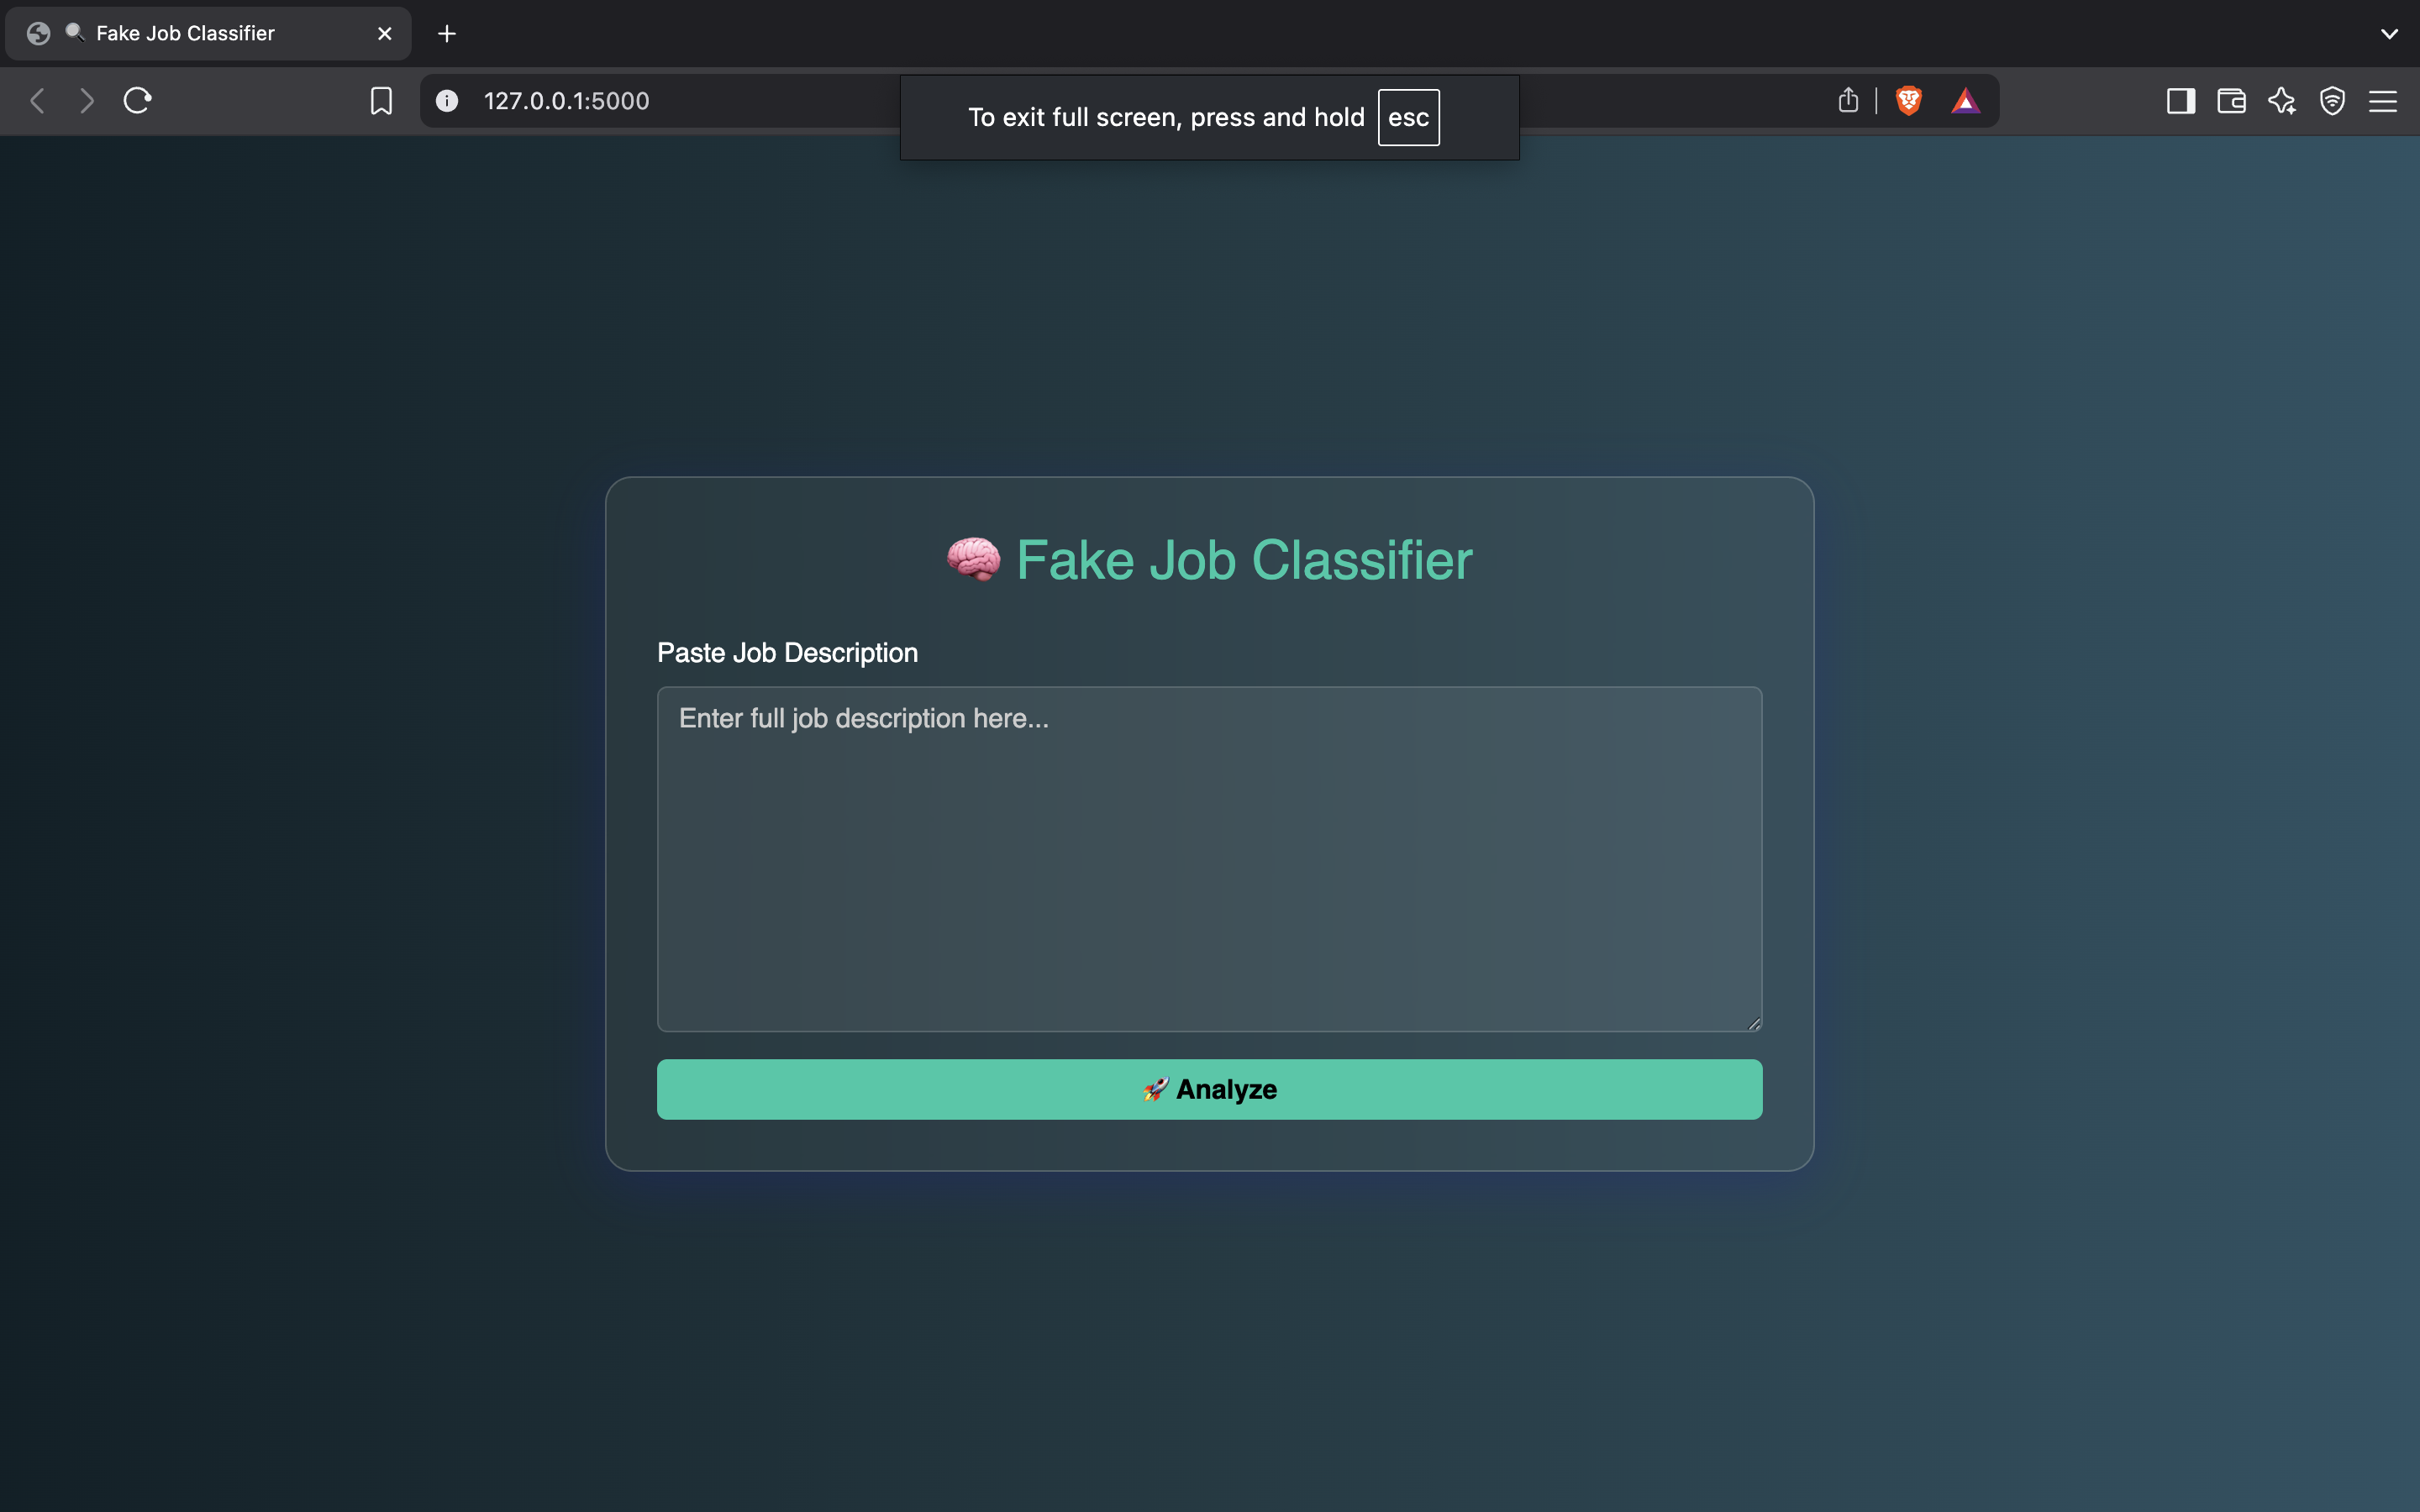 🔍 Fake Job Classifier
127.0.0.1:5000
To exit full screen, press and hold esc
🧠 Fake Job Classifier
Paste Job Description
Enter full job description here...
🚀 Analyze